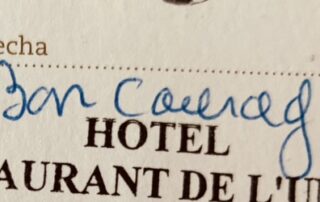 echa
Bon Courag
HOTEL
AURANT DE L'U